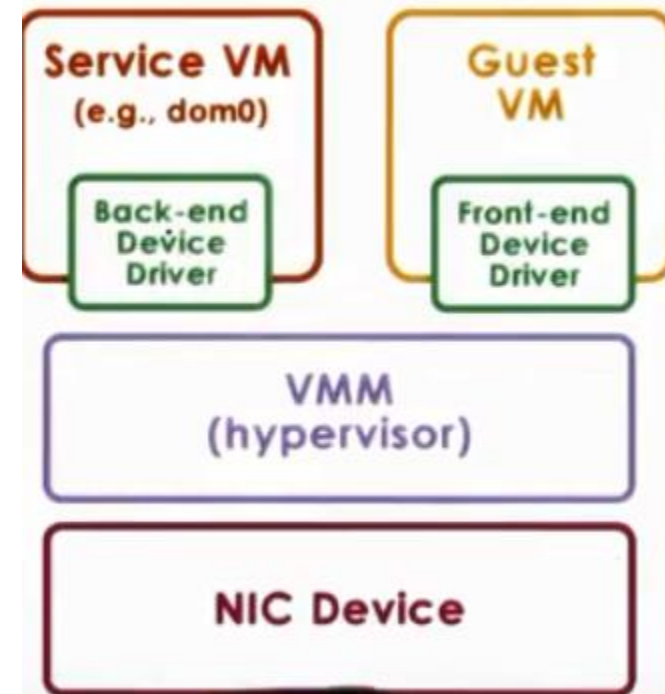 Service VM
(e.g., dom0)
Back-end
Device
Driver
Guest
VM
Front-end
Device
Driver
VMM
(hypervisor)
NIC Device